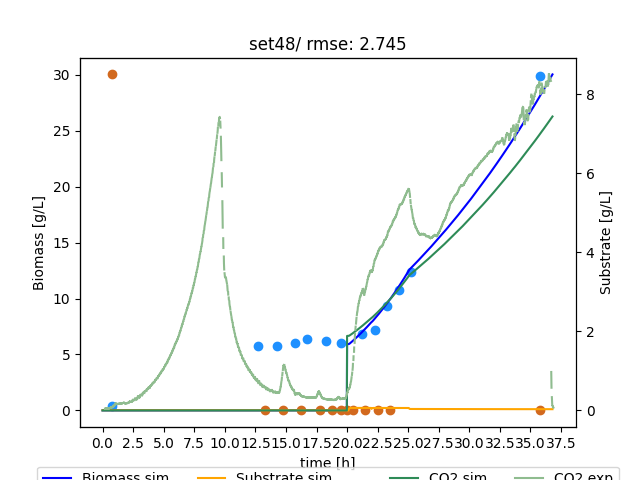 set48/ rmse: 2.745
30
25
20
15
10
5
0
Biomass [g/L]
8
6
4
2
0
Substrate [g/L]
0.0 2.5 5.0 7.5 10.0 12.5 15.0 17.5 20.0 22.5 25.0 27.5 30.0 32.5 35.0 37.5
time [h]
Biomass sim Substrate sim CO2 sim CO2 exp